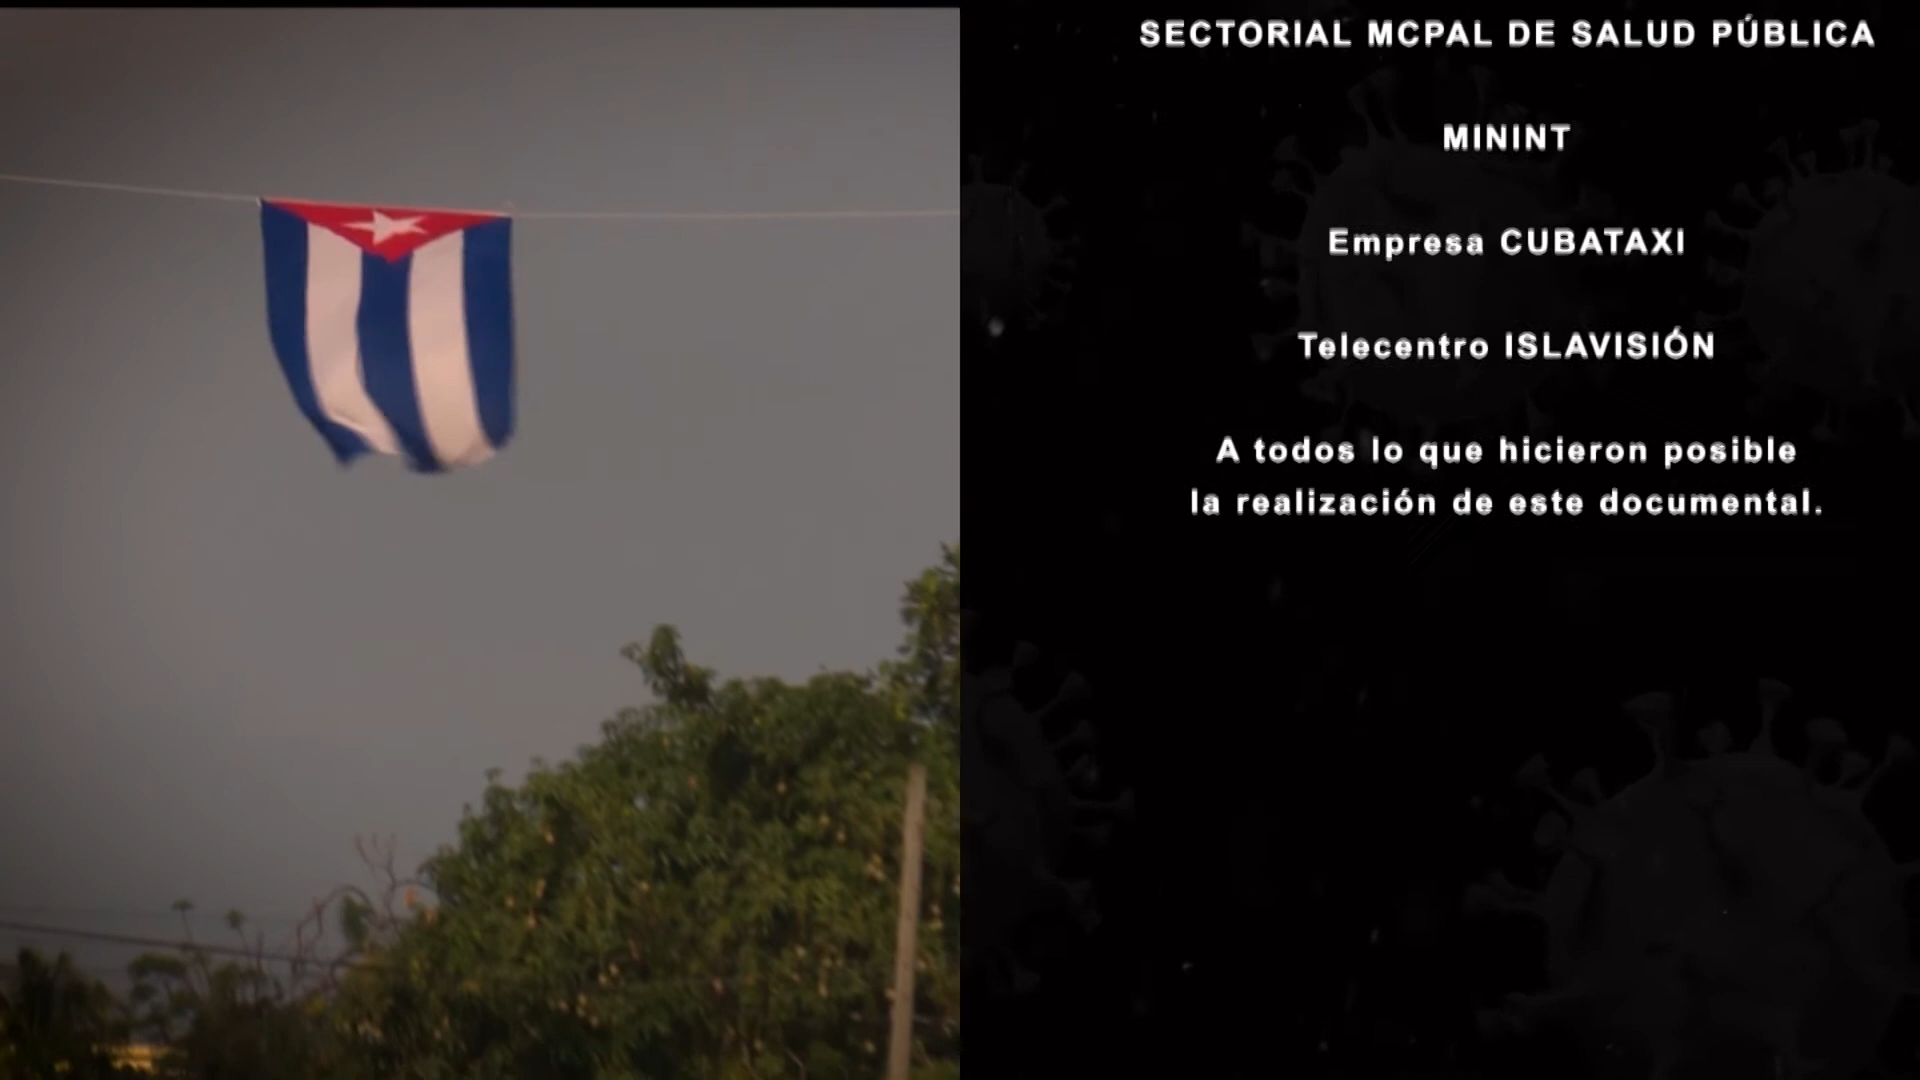 SECTORIAL MCPAL DE SALUD PÚBLICA
MININT
Empresa CUBATAXI
Telecentro ISLAVISIÓN
A todos lo que hicieron posible
la realización de este documental.